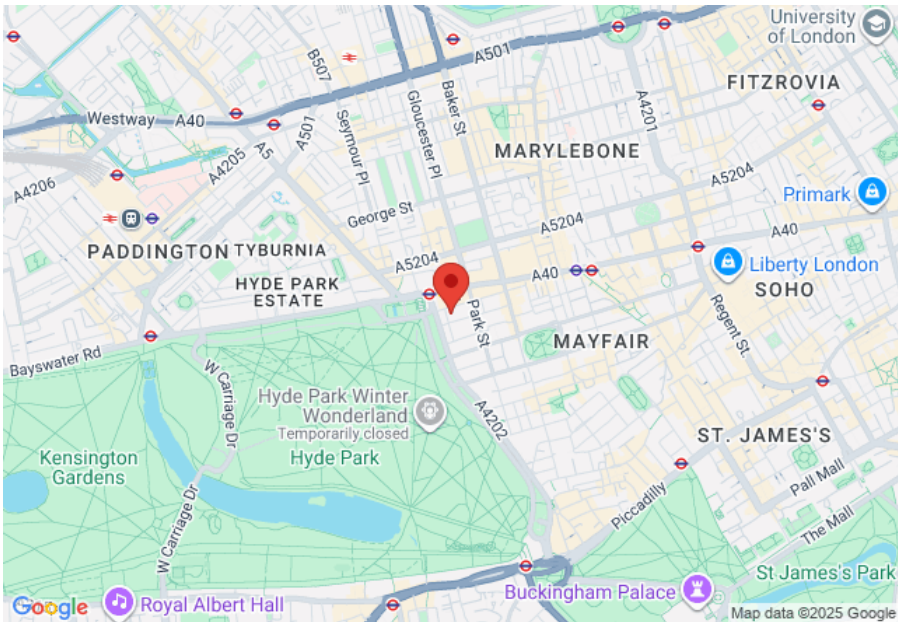 University
of London
A501
B507
FITZROVIA
Baker St
Gloucester Pl
A4201
Westway
A40
A501
Seymour Pl
A5
MARYLEBONE
A4205
A4206
A5204
Primark
George St
A5204
PADDINGTON
TYBURNIA
A40
A5204
A40
Liberty London
HYDE PARK
ESTATE
SOHO
Park St
Regent St.
MAYFAIR
Bayswater Rd
W Carriage Dr
Hyde Park Winter
Wonderland
Temporarily closed
A4202
ST. JAMES'S
Kensington
Gardens
Hyde Park
Pall Mall
W Carriage Dr
Piccadilly
The Mall
St James's Park
Buckingham Palace
Google
Royal Albert Hall
Map data ©2025 Google